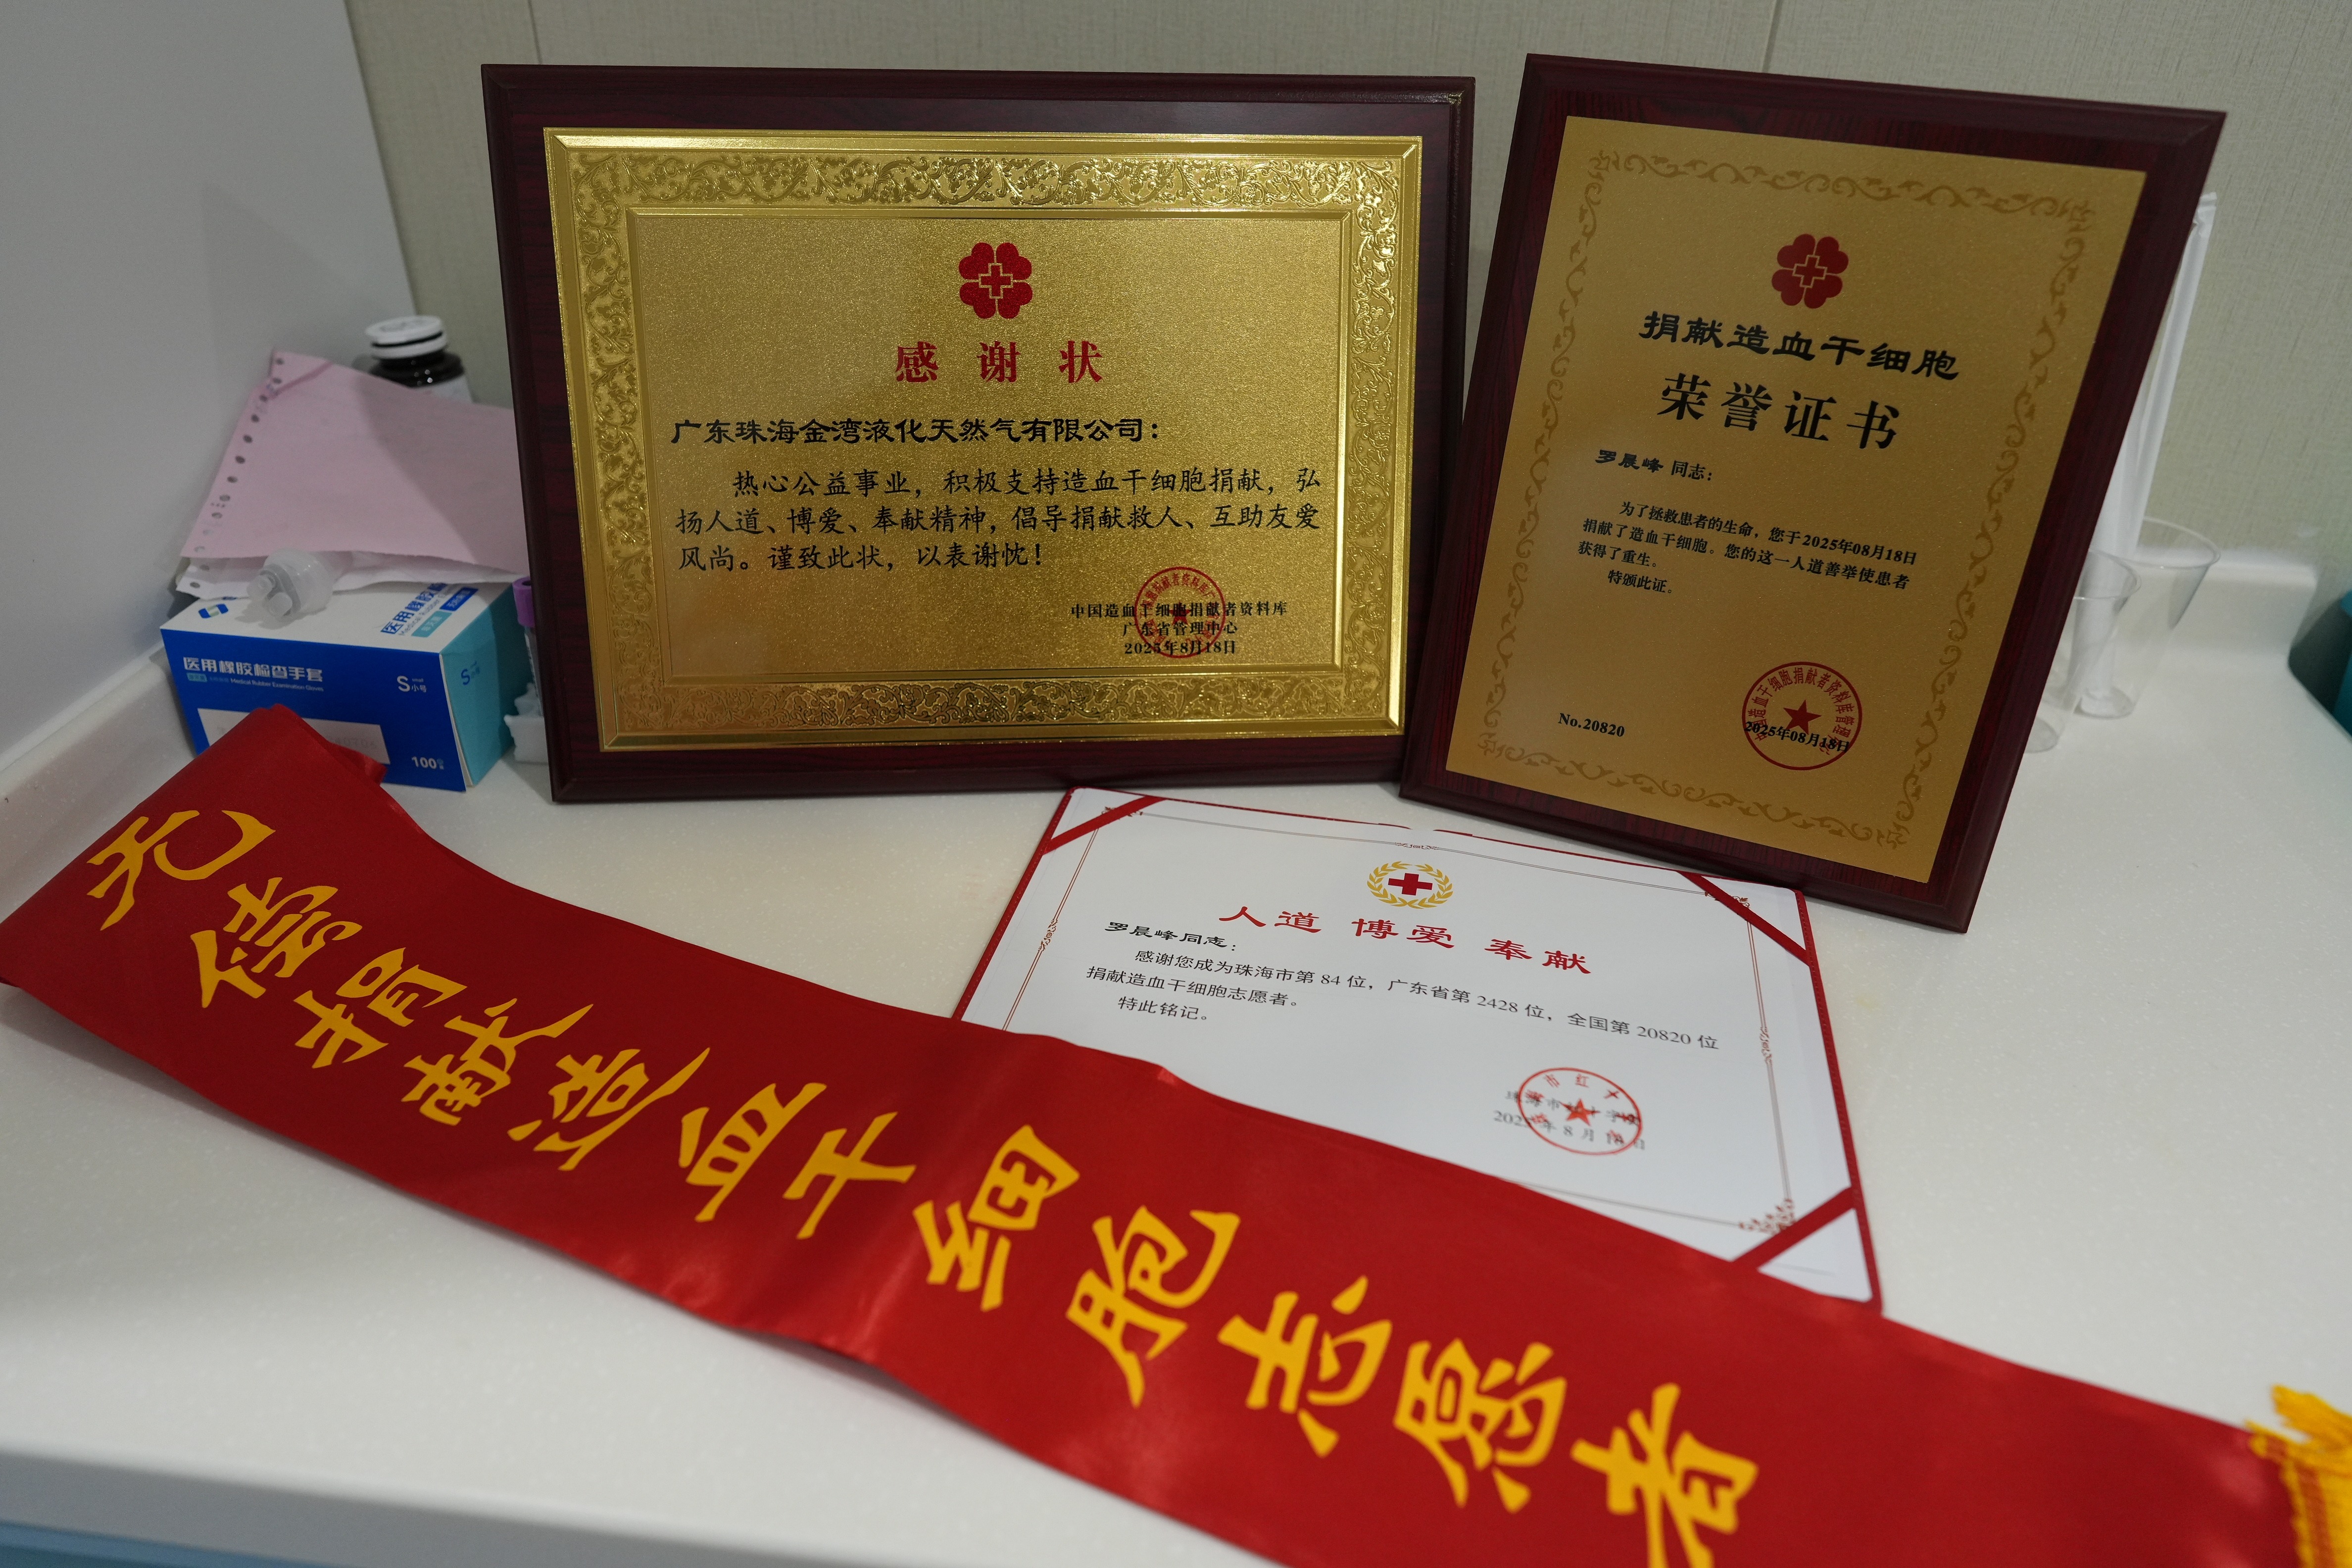 感谢状
广东珠海金湾液化天然气有限公司：
热心公益事业，积极支持造血干细胞捐献，弘
扬人道、博爱、奉献精神，倡导捐献救人、互助友爱
风尚。谨致此状，以表谢忱！
中国造血干细胞捐献者资料库
广东省管理中心
2025年8月18日
捐献造血干细胞
荣誉证书
罗晨峰 同志：
为了拯救患者的生命，您于2025年08月18日
捐献了造血干细胞。您的这一人道善举使患者
获得了重生。
特颁此证。
No.20820
2025年08月18日
人道 博爱 奉献
罗晨峰同志：
感谢您成为珠海市第 84 位，广东省第 2428 位，全国第 20820 位
捐献造血干细胞志愿者。
特此铭记。
无偿捐献造血干细胞志愿者
医用橡胶检查手套
Medical Rubber Examination Gloves
S
小号
100